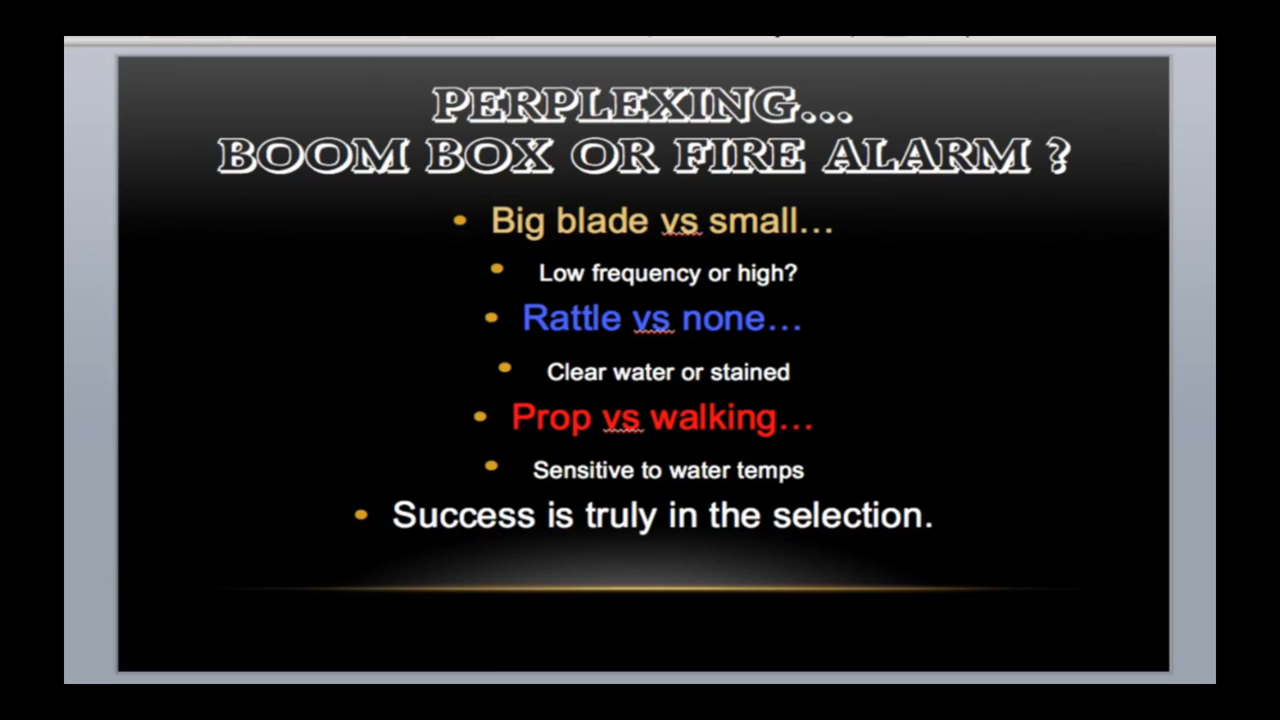 PERPLEXING...
BOOM BOX OR FIRE ALARM ?
• Big blade vs small...
• Low frequency or high?
• Rattle vs none...
• Clear water or stained
• Prop vs walking...
• Sensitive to water temps
• Success is truly in the selection.